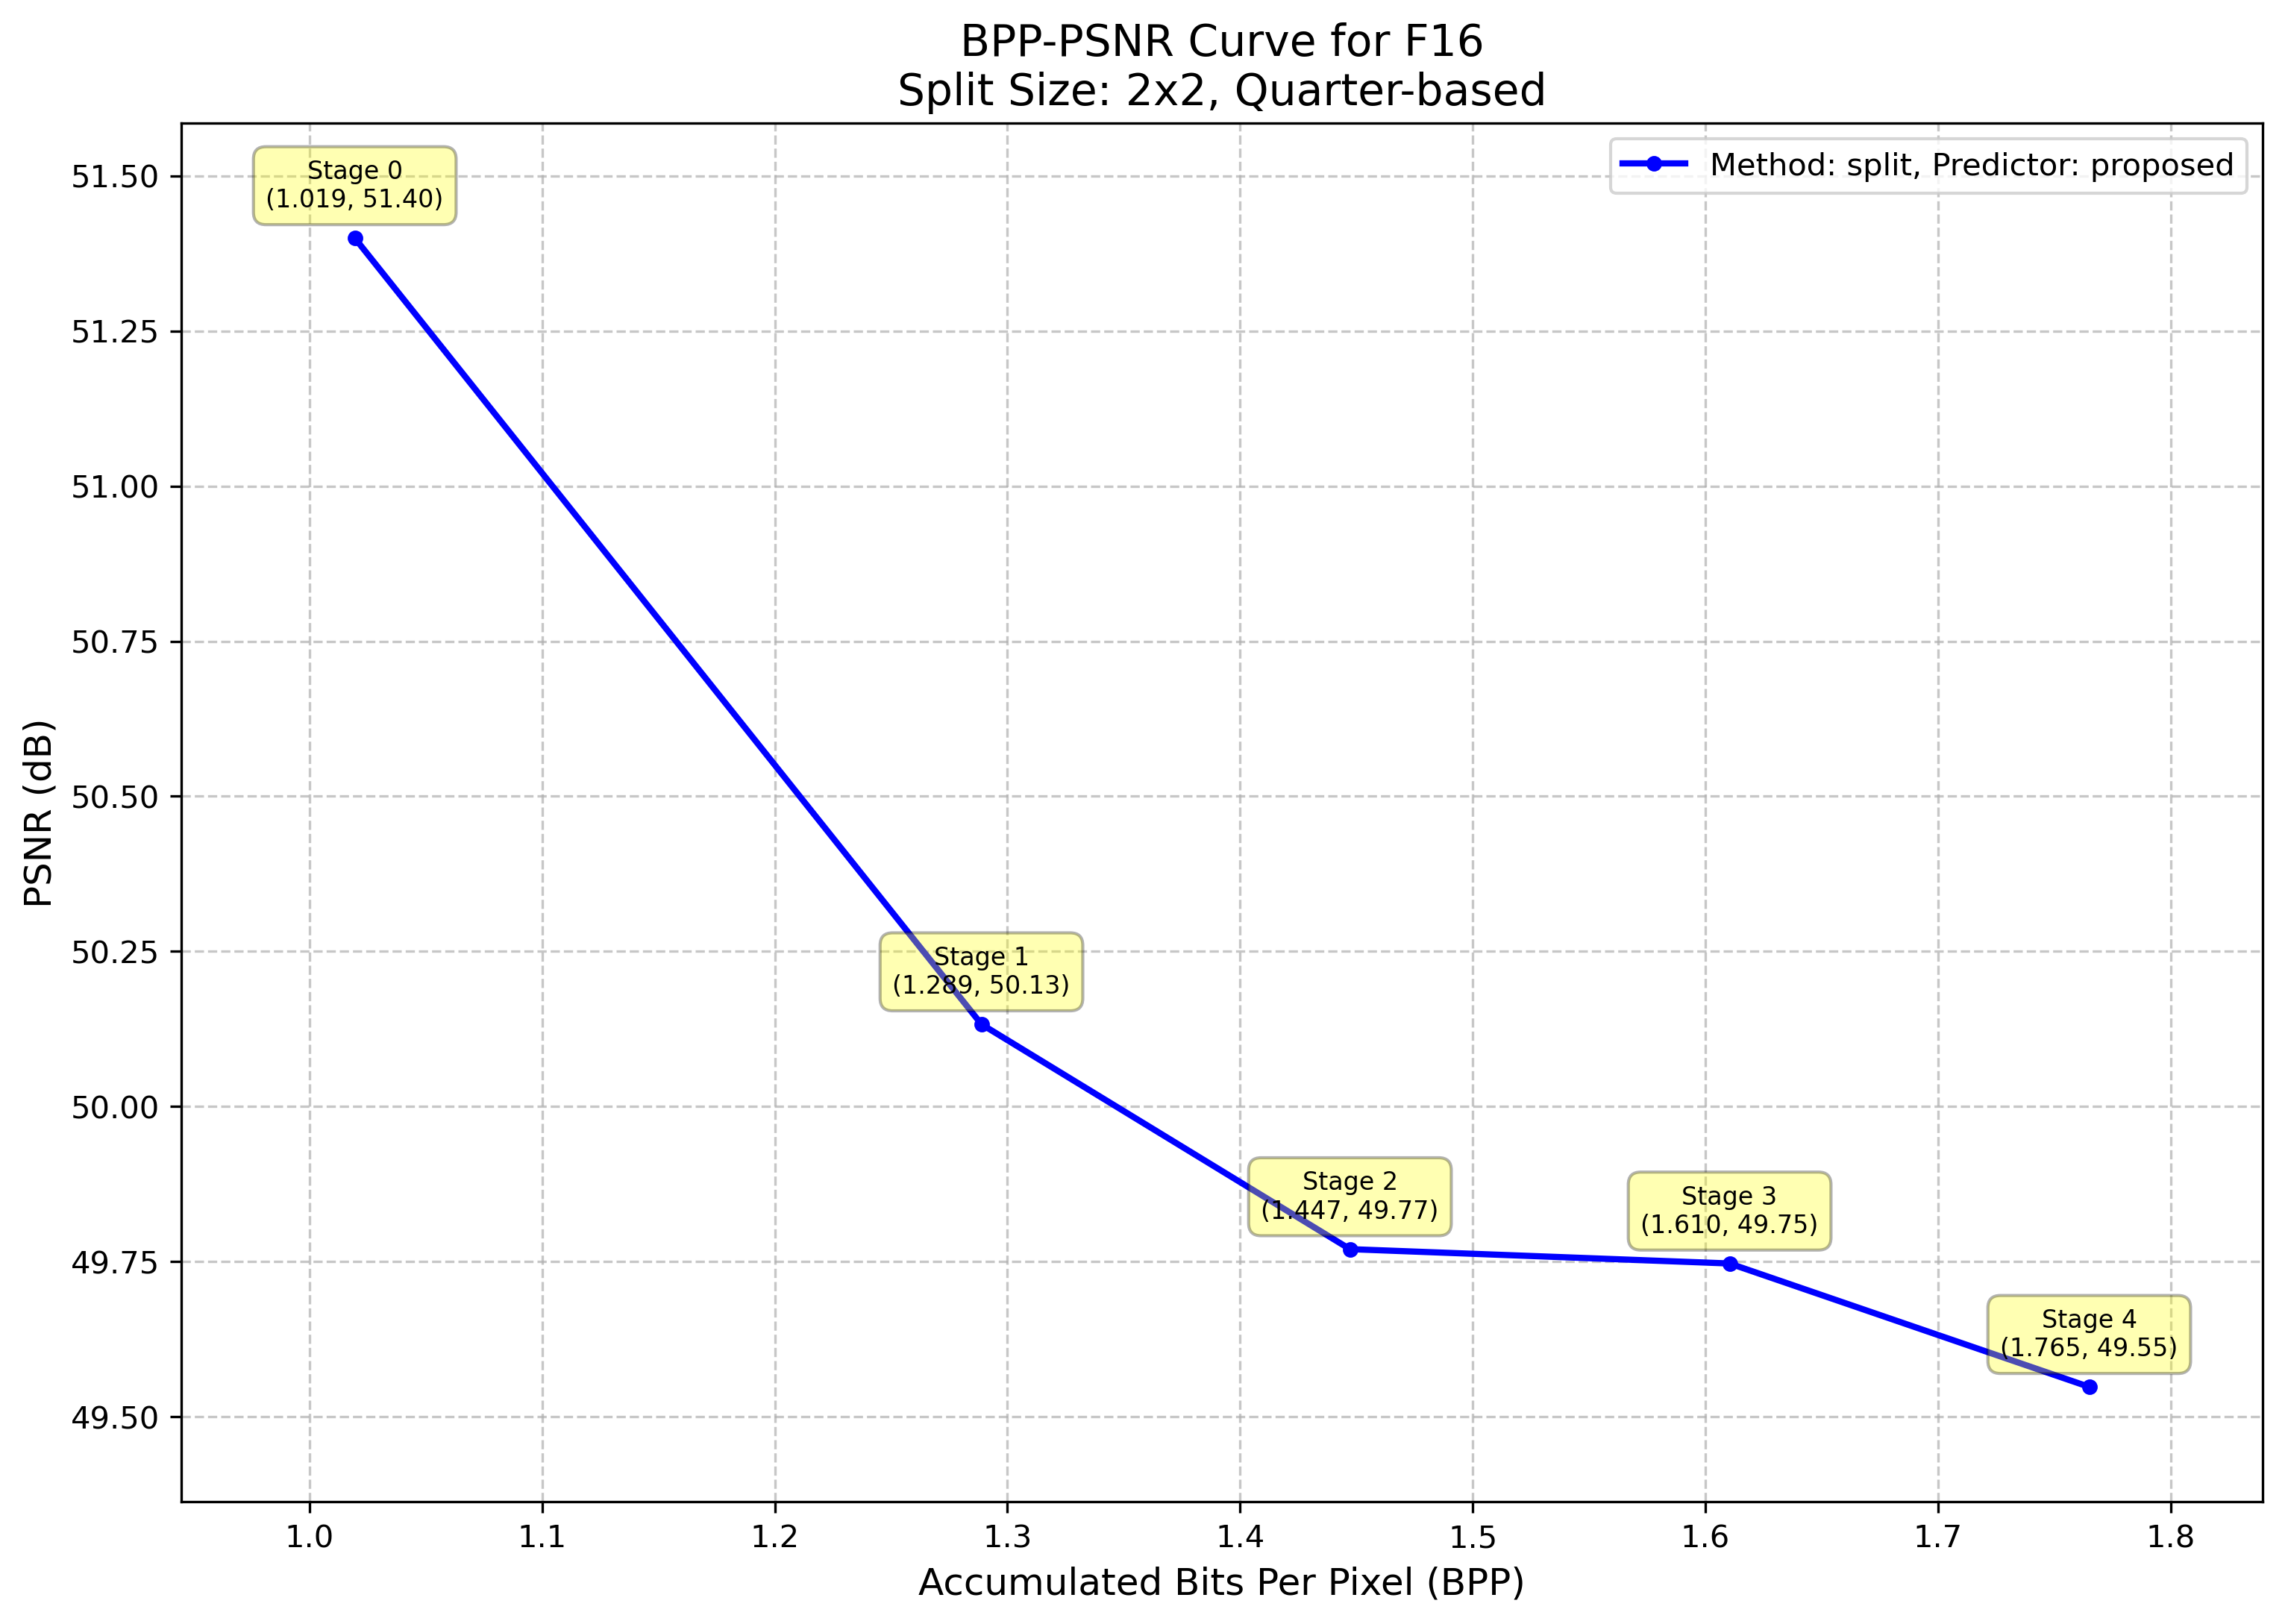 BPP-PSNR Curve for F16
Split Size: 2x2, Quarter-based
Method: split, Predictor: proposed
PSNR (dB)
51.50
51.25
51.00
50.75
50.50
50.25
50.00
49.75
49.50
Stage 0
(1.019, 51.40)
Stage 1
(1.289, 50.13)
Stage 2
(1.447, 49.77)
Stage 3
(1.610, 49.75)
Stage 4
(1.765, 49.55)
1.0
1.1
1.2
1.3
1.4
1.5
1.6
1.7
1.8
Accumulated Bits Per Pixel (BPP)